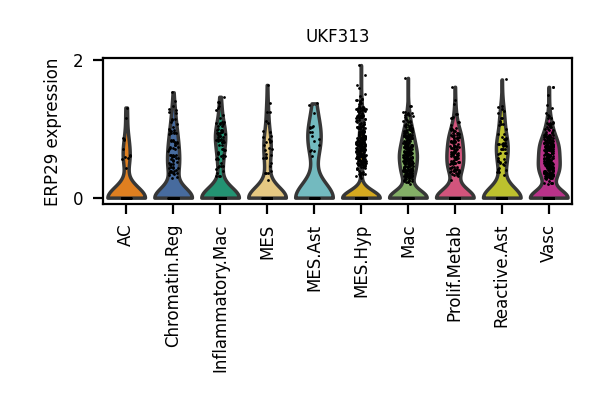 UKF313
2
ERP29 expression
0
AC
Chromatin.Reg
Inflammatory.Mac
MES
MES.Ast
MES.Hyp
Mac
Prolif.Metab
Reactive.Ast
Vasc